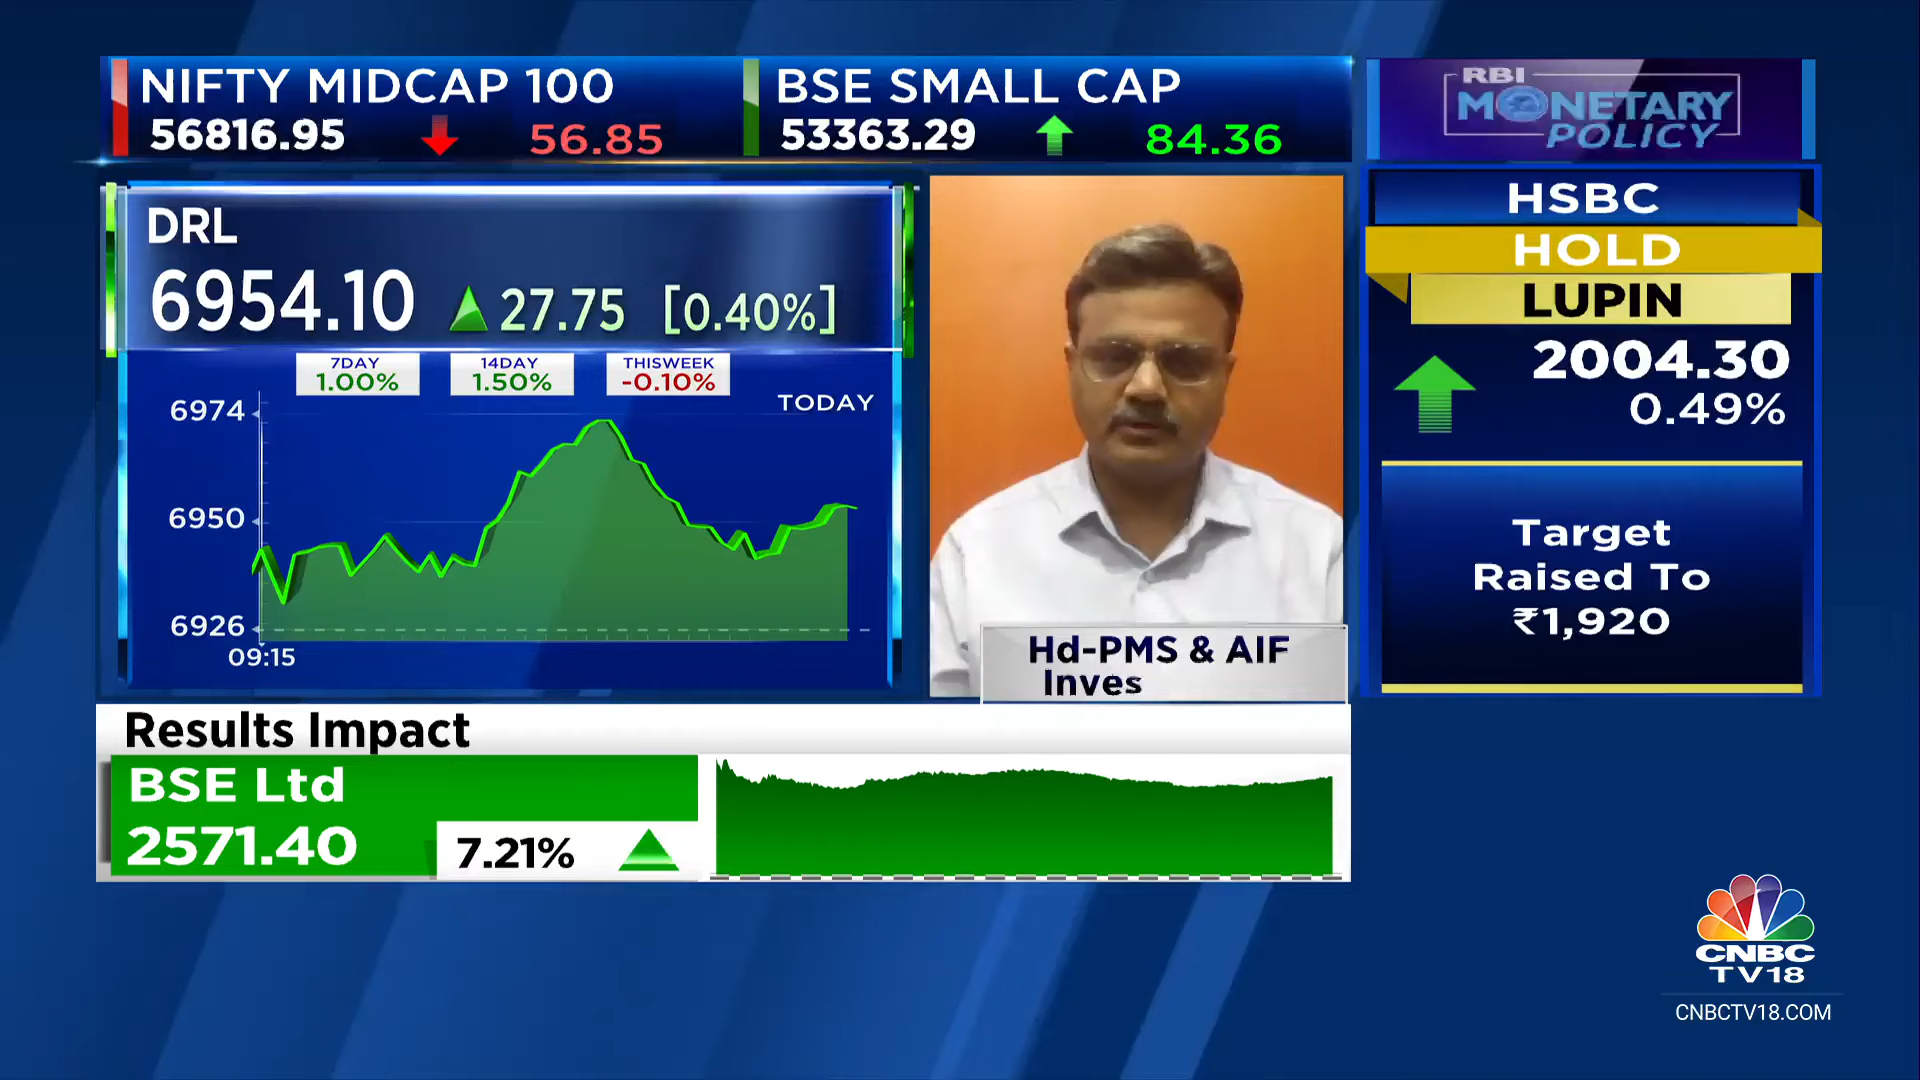 NIFTY MIDCAP 100
56816.95 56.85
BSE SMALL CAP
53363.29 84.36
RBI
MONETARY
POLICY
DRL
6954.10 27.75 [0.40%]
7DAY
1.00%
14DAY
1.50%
THISWEEK
-0.10%
TODAY
6974
6950
6926
09:15
Hd-PMS & AIF
Inves
HSBC
HOLD
LUPIN
2004.30
0.49%
Target
Raised To
₹1,920
Results Impact
BSE Ltd
2571.40
7.21%
CNBC
TV18
CNBCTV18.COM